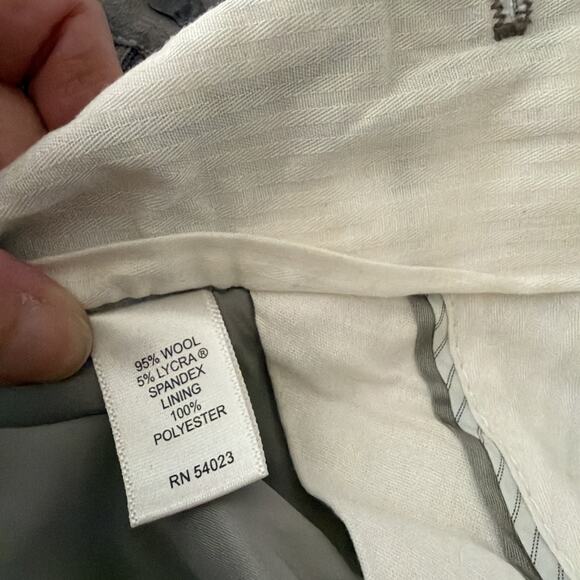 95% WOOL
5% LYCRA ®
SPANDEX
LINING
100%
POLYESTER
RN 54023